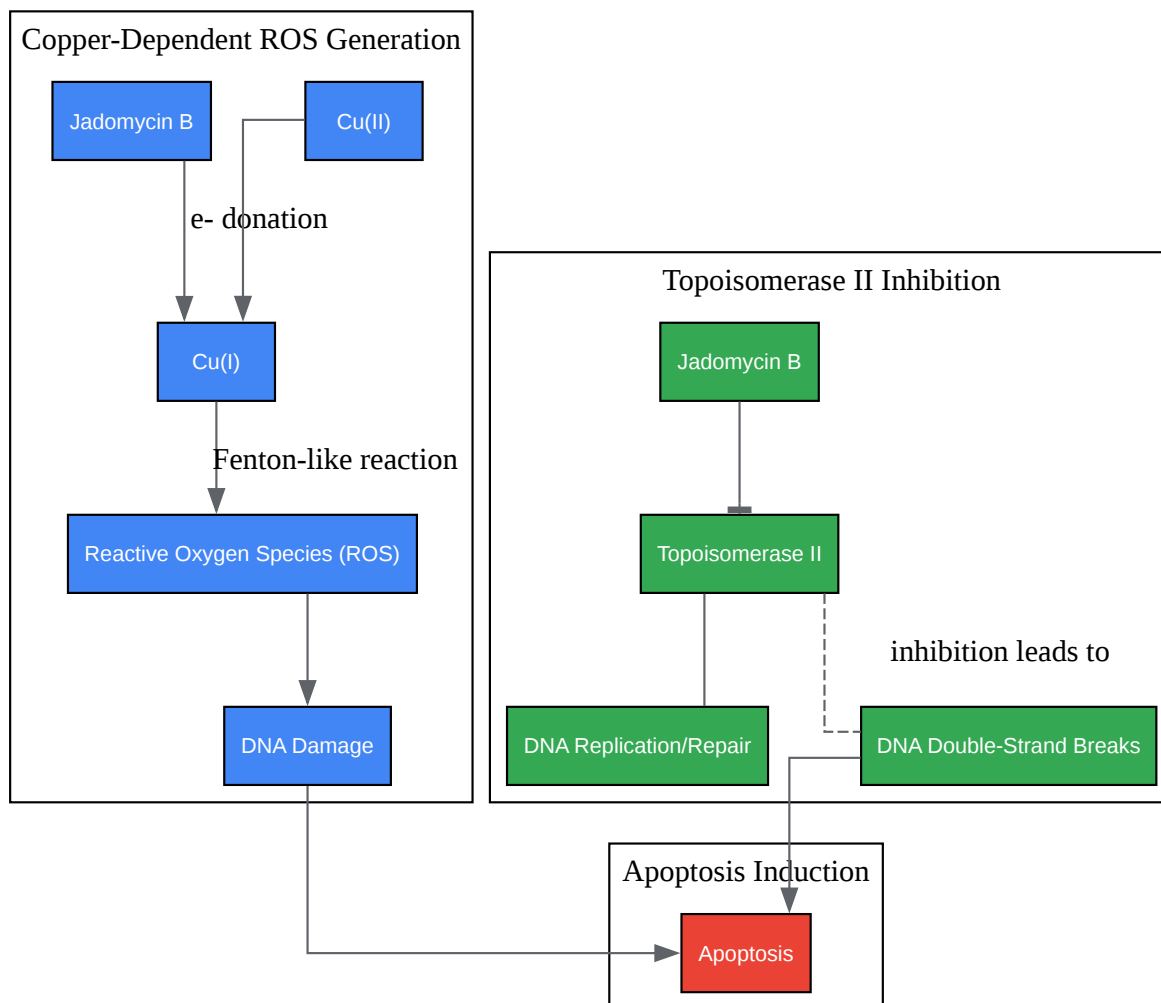 Copper-Dependent ROS Generation
Jadomycin B
Cu(II)
e- donation
Cu(I)
Fenton-like reaction
Reactive Oxygen Species (ROS)
DNA Damage
Topoisomerase II Inhibition
Jadomycin B
Topoisomerase II
inhibition leads to
DNA Replication/Repair
DNA Double-Strand Breaks
Apoptosis Induction
Apoptosis